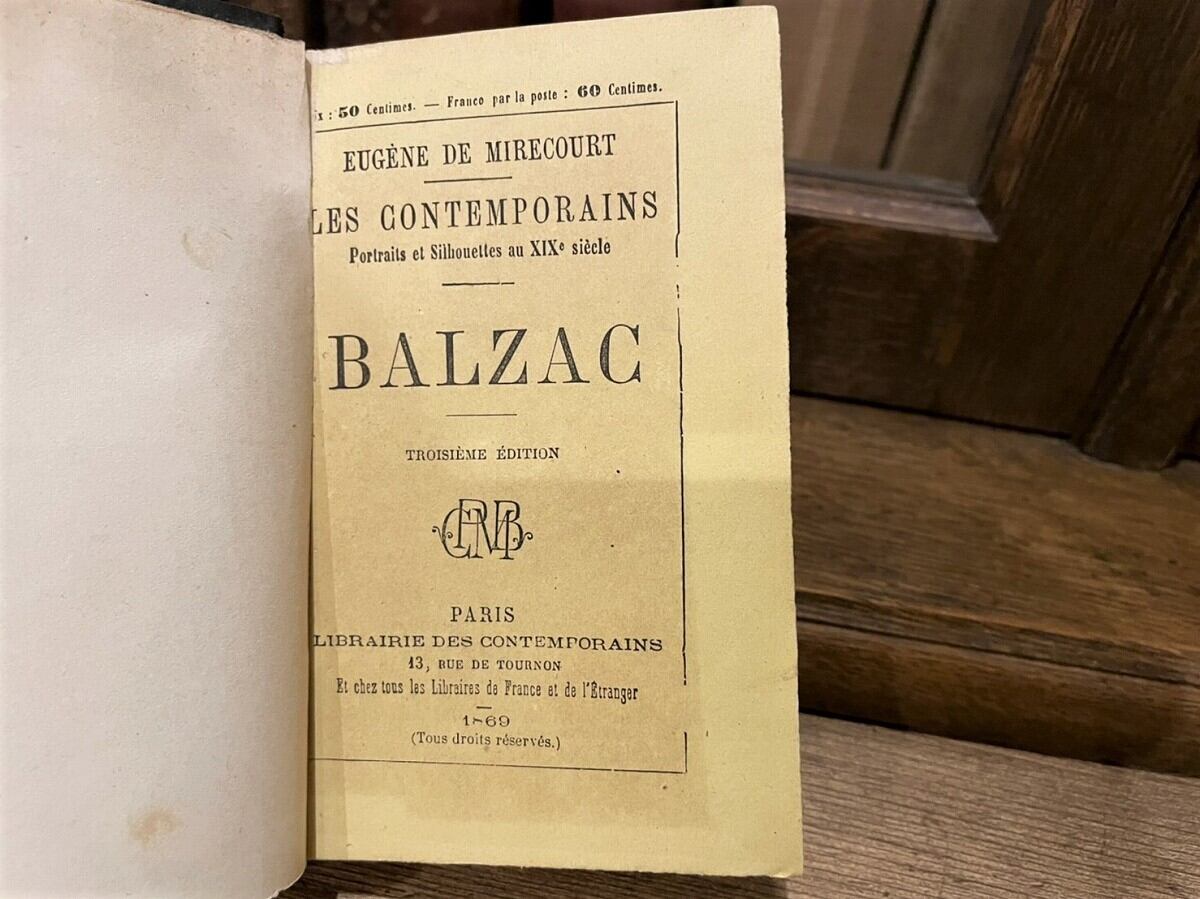 ix : 50 Centimes. — Franco par la poste : 60 Centimes.
EUGÈNE DE MIRECOURT
LES CONTEMPORAINS
Portraits et Silhouettes au XIXe siècle
BALZAC
TROISIÈME ÉDITION
PARIS
LIBRAIRIE DES CONTEMPORAINS
13, RUE DE TOURNON
Et chez tous les Libraires de France et de l'Étranger
1869
(Tous droits réservés.)